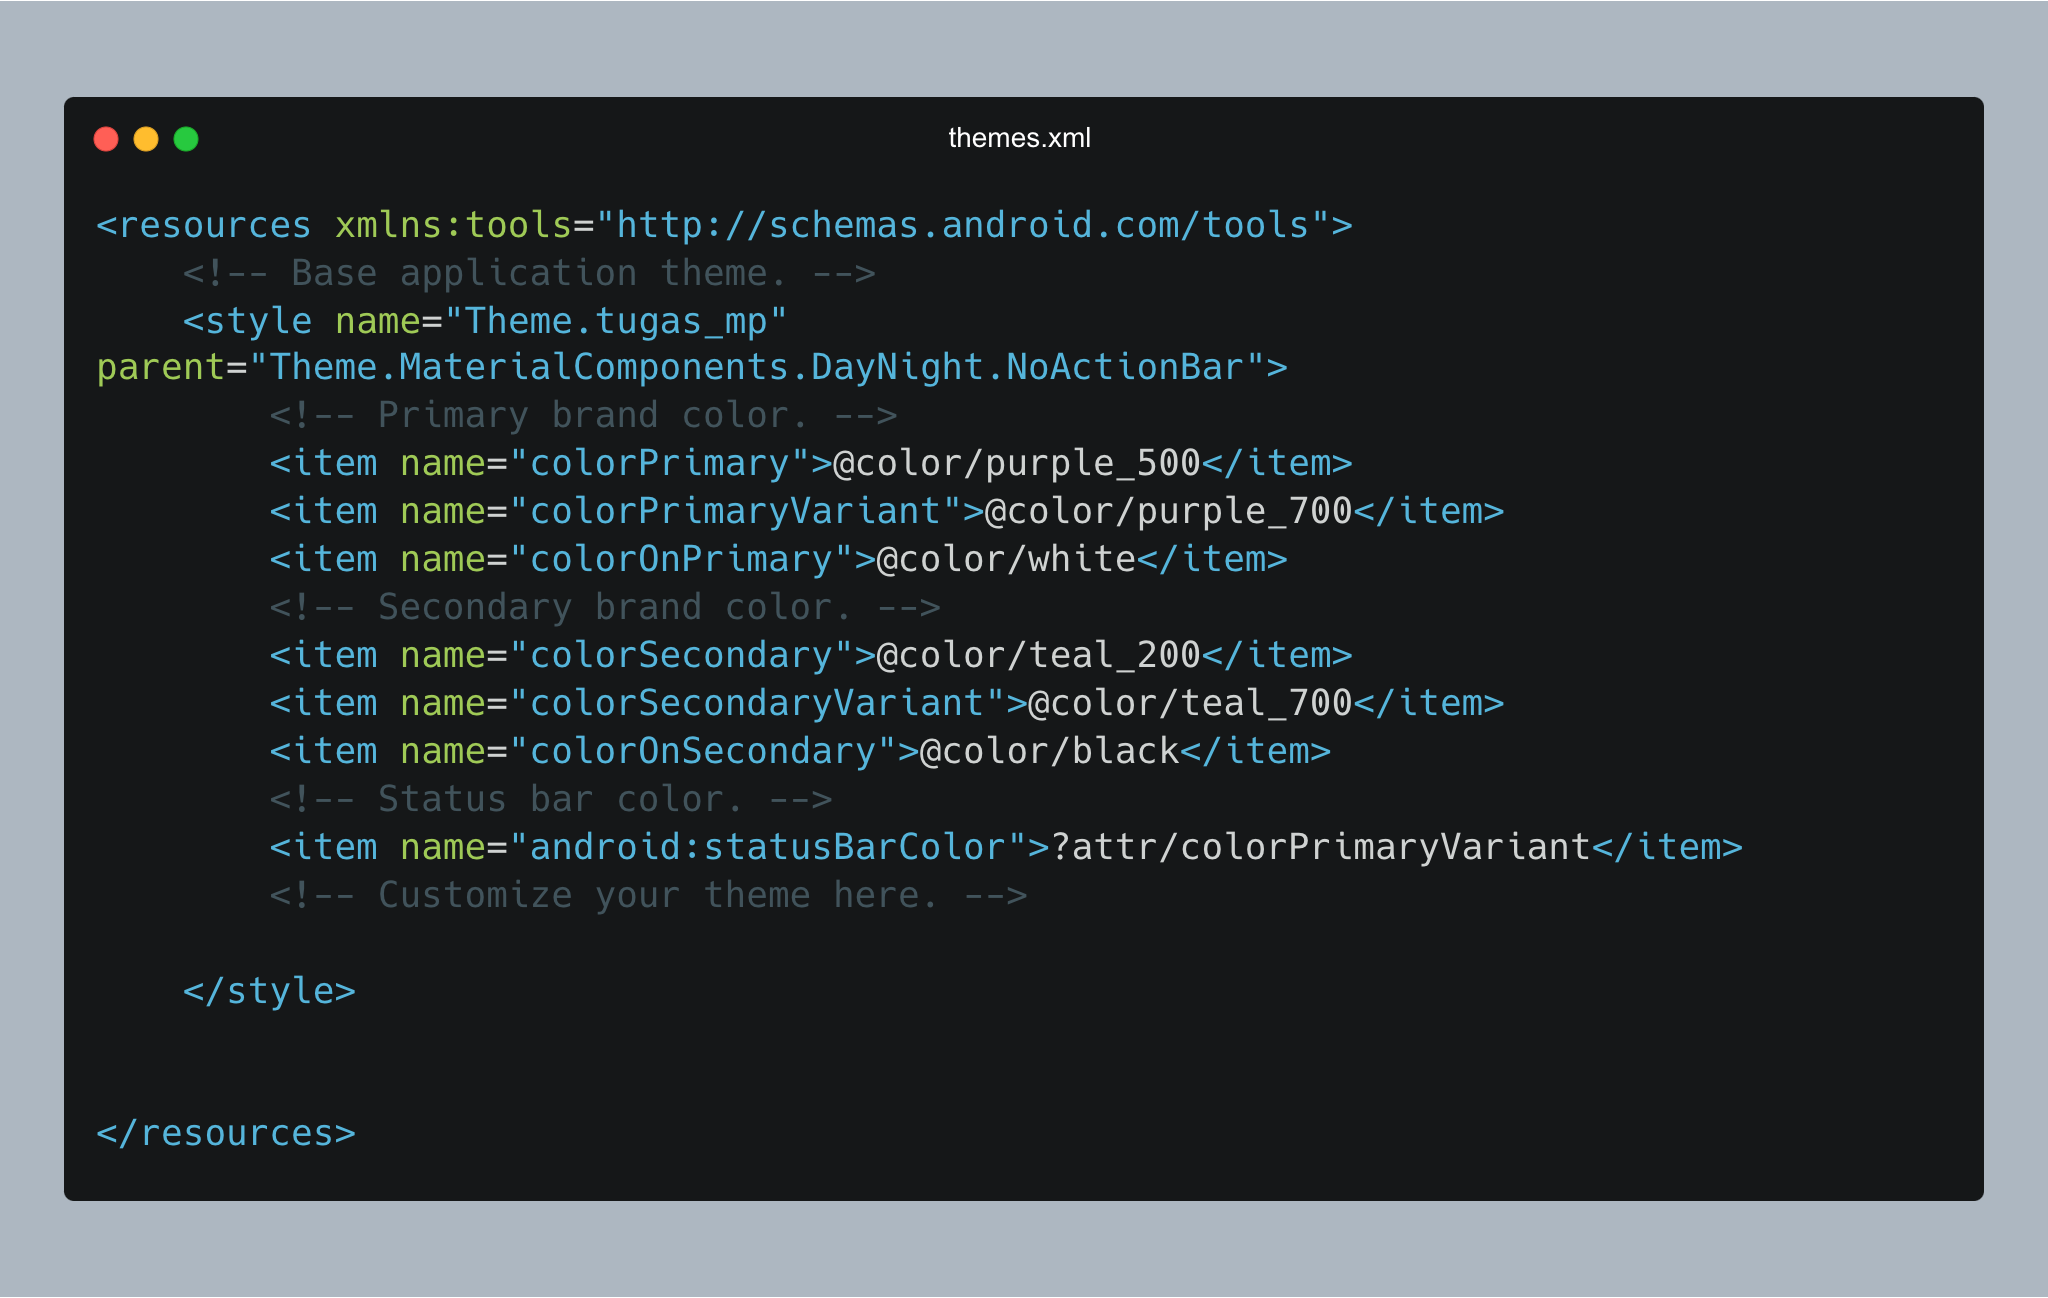 themes.xml
<resources xmlns:tools="http://schemas.android.com/tools">
    <!-- Base application theme. -->
    <style name="Theme.tugas_mp"
parent="Theme.MaterialComponents.DayNight.NoActionBar">
        <!-- Primary brand color. -->
        <item name="colorPrimary">@color/purple_500</item>
        <item name="colorPrimaryVariant">@color/purple_700</item>
        <item name="colorOnPrimary">@color/white</item>
        <!-- Secondary brand color. -->
        <item name="colorSecondary">@color/teal_200</item>
        <item name="colorSecondaryVariant">@color/teal_700</item>
        <item name="colorOnSecondary">@color/black</item>
        <!-- Status bar color. -->
        <item name="android:statusBarColor">?attr/colorPrimaryVariant</item>
        <!-- Customize your theme here. -->
    </style>
</resources>